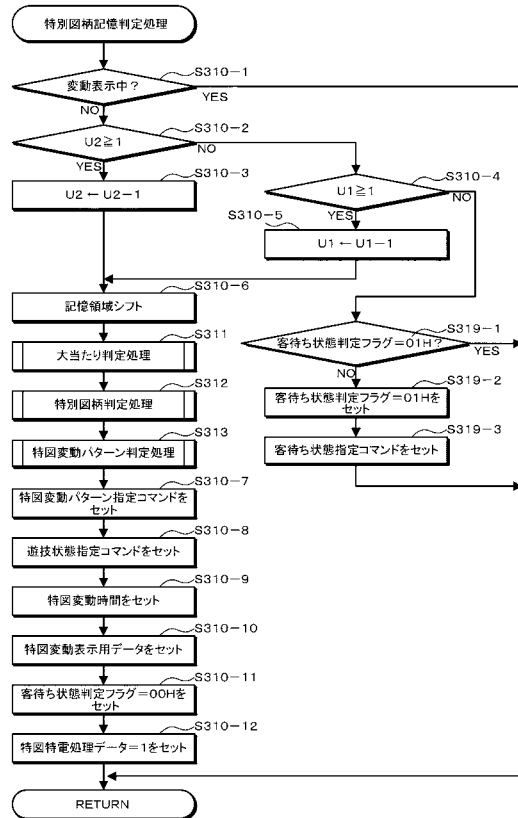 特別図柄記憶判定処理
S310-1
変動表示中?
YES
NO
S310-2
U2≧1
NO
YES
S310-3
U2 ← U2-1
S310-4
U1≧1
NO
YES
S310-5
U1 ← U1-1
S310-6
記憶領域シフト
S311
大当たり判定処理
S312
特別図柄判定処理
S313
特図変動パターン判定処理
S310-7
特図変動パターン指定コマンドを
セット
S310-8
遊技状態指定コマンドをセット
S310-9
特図変動時間をセット
S310-10
特図変動表示用データをセット
S310-11
客待ち状態判定フラグ=00Hを
セット
S310-12
特図特電処理データ=1をセット
RETURN
S319-1
客待ち状態判定フラグ=01H?
YES
NO
S319-2
客待ち状態判定フラグ=01Hを
セット
S319-3
客待ち状態指定コマンドをセット